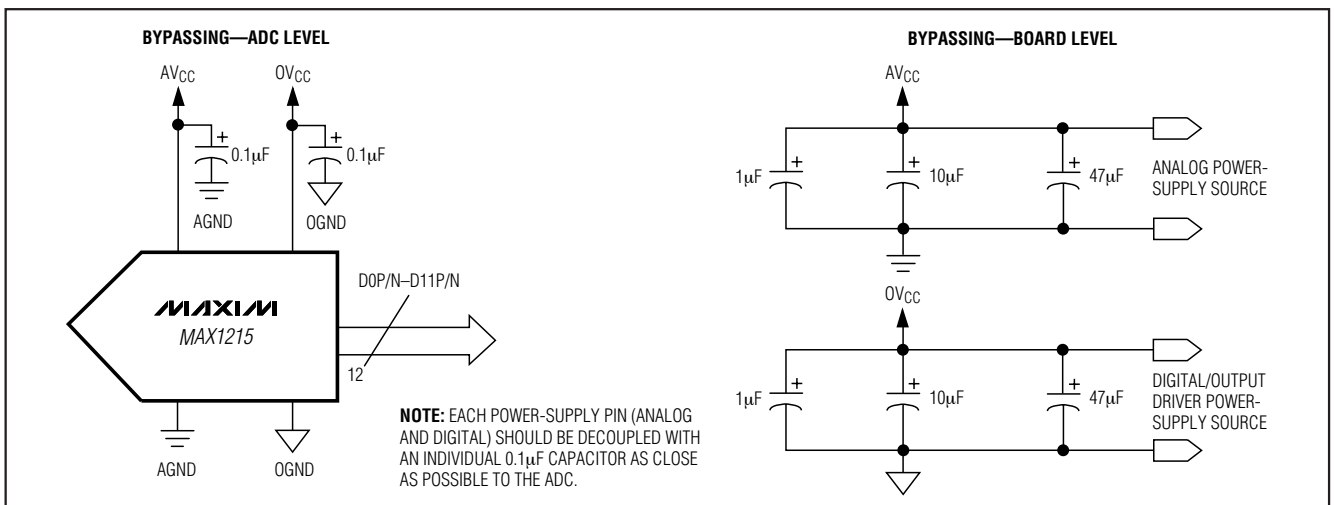 BYPASSING—ADC LEVEL
AVCC
OVCC
+
0.1µF
+
0.1µF
AGND
OGND
D0P/N–D11P/N
MAXIM
MAX1215
12
AGND
OGND
NOTE: EACH POWER-SUPPLY PIN (ANALOG
AND DIGITAL) SHOULD BE DECOUPLED WITH
AN INDIVIDUAL 0.1µF CAPACITOR AS CLOSE
AS POSSIBLE TO THE ADC.
BYPASSING—BOARD LEVEL
AVCC
1µF
+
+
10µF
+
47µF
ANALOG POWER-
SUPPLY SOURCE
OVCC
1µF
+
+
10µF
+
47µF
DIGITAL/OUTPUT
DRIVER POWER-
SUPPLY SOURCE